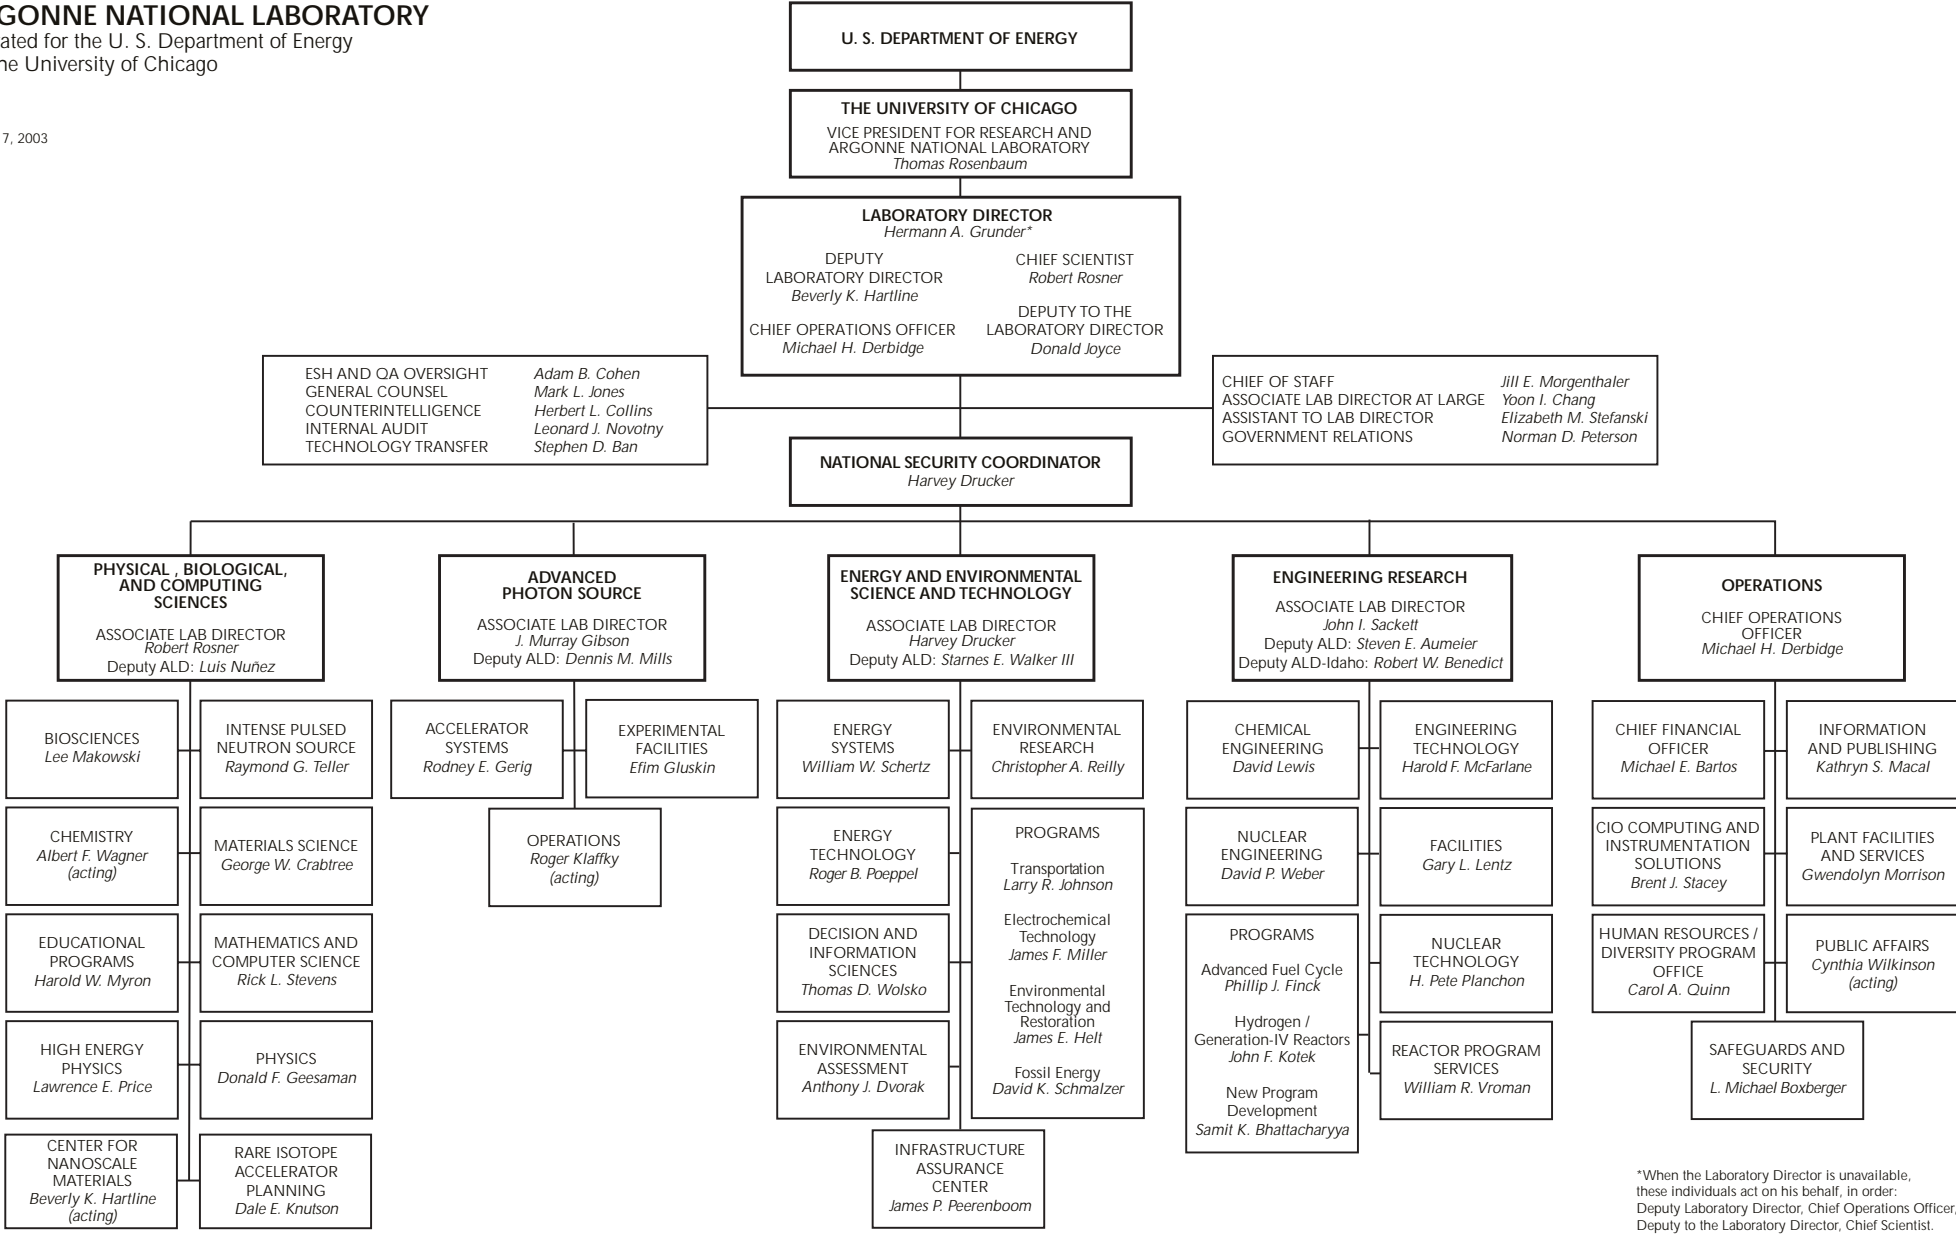 GONNE NATIONAL LABORATORY
ated for the U. S. Department of Energy
he University of Chicago
7, 2003
U. S. DEPARTMENT OF ENERGY
THE UNIVERSITY OF CHICAGO
VICE PRESIDENT FOR RESEARCH AND
ARGONNE NATIONAL LABORATORY
Thomas Rosenbaum
LABORATORY DIRECTOR
Hermann A. Grunder*
DEPUTY
LABORATORY DIRECTOR
Beverly K. Hartline
CHIEF SCIENTIST
Robert Rosner
CHIEF OPERATIONS OFFICER
Michael H. Derbidge
DEPUTY TO THE
LABORATORY DIRECTOR
Donald Joyce
ESH AND QA OVERSIGHT Adam B. Cohen
GENERAL COUNSEL Mark L. Jones
COUNTERINTELLIGENCE Herbert L. Collins
INTERNAL AUDIT Leonard J. Novotny
TECHNOLOGY TRANSFER Stephen D. Ban
CHIEF OF STAFF Jill E. Morgenthaler
ASSOCIATE LAB DIRECTOR AT LARGE Yoon I. Chang
ASSISTANT TO LAB DIRECTOR Elizabeth M. Stefanski
GOVERNMENT RELATIONS Norman D. Peterson
NATIONAL SECURITY COORDINATOR
Harvey Drucker
PHYSICAL , BIOLOGICAL,
AND COMPUTING
SCIENCES
ASSOCIATE LAB DIRECTOR
Robert Rosner
Deputy ALD: Luis Nuñez
BIOSCIENCES
Lee Makowski
INTENSE PULSED
NEUTRON SOURCE
Raymond G. Teller
CHEMISTRY
Albert F. Wagner
(acting)
MATERIALS SCIENCE
George W. Crabtree
EDUCATIONAL
PROGRAMS
Harold W. Myron
MATHEMATICS AND
COMPUTER SCIENCE
Rick L. Stevens
HIGH ENERGY
PHYSICS
Lawrence E. Price
PHYSICS
Donald F. Geesaman
CENTER FOR
NANOSCALE
MATERIALS
Beverly K. Hartline
(acting)
RARE ISOTOPE
ACCELERATOR
PLANNING
Dale E. Knutson
ADVANCED
PHOTON SOURCE
ASSOCIATE LAB DIRECTOR
J. Murray Gibson
Deputy ALD: Dennis M. Mills
ACCELERATOR
SYSTEMS
Rodney E. Gerig
EXPERIMENTAL
FACILITIES
Efim Gluskin
OPERATIONS
Roger Klaffky
(acting)
ENERGY AND ENVIRONMENTAL
SCIENCE AND TECHNOLOGY
ASSOCIATE LAB DIRECTOR
Harvey Drucker
Deputy ALD: Starnes E. Walker III
ENERGY
SYSTEMS
William W. Schertz
ENVIRONMENTAL
RESEARCH
Christopher A. Reilly
ENERGY
TECHNOLOGY
Roger B. Poeppel
DECISION AND
INFORMATION
SCIENCES
Thomas D. Wolsko
ENVIRONMENTAL
ASSESSMENT
Anthony J. Dvorak
PROGRAMS
Transportation
Larry R. Johnson
Electrochemical
Technology
James F. Miller
Environmental
Technology and
Restoration
James E. Helt
Fossil Energy
David K. Schmalzer
INFRASTRUCTURE
ASSURANCE
CENTER
James P. Peerenboom
ENGINEERING RESEARCH
ASSOCIATE LAB DIRECTOR
John I. Sackett
Deputy ALD: Steven E. Aumeier
Deputy ALD-Idaho: Robert W. Benedict
CHEMICAL
ENGINEERING
David Lewis
ENGINEERING
TECHNOLOGY
Harold F. McFarlane
NUCLEAR
ENGINEERING
David P. Weber
FACILITIES
Gary L. Lentz
PROGRAMS
Advanced Fuel Cycle
Phillip J. Finck
Hydrogen /
Generation-IV Reactors
John F. Kotek
New Program
Development
Samit K. Bhattacharyya
NUCLEAR
TECHNOLOGY
H. Pete Planchon
REACTOR PROGRAM
SERVICES
William R. Vroman
OPERATIONS
CHIEF OPERATIONS
OFFICER
Michael H. Derbidge
CHIEF FINANCIAL
OFFICER
Michael E. Bartos
INFORMATION
AND PUBLISHING
Kathryn S. Macal
CIO COMPUTING AND
INSTRUMENTATION
SOLUTIONS
Brent J. Stacey
PLANT FACILITIES
AND SERVICES
Gwendolyn Morrison
HUMAN RESOURCES /
DIVERSITY PROGRAM
OFFICE
Carol A. Quinn
PUBLIC AFFAIRS
Cynthia Wilkinson
(acting)
SAFEGUARDS AND
SECURITY
L. Michael Boxberger
*When the Laboratory Director is unavailable,
these individuals act on his behalf, in order:
Deputy Laboratory Director, Chief Operations Officer,
Deputy to the Laboratory Director, Chief Scientist.